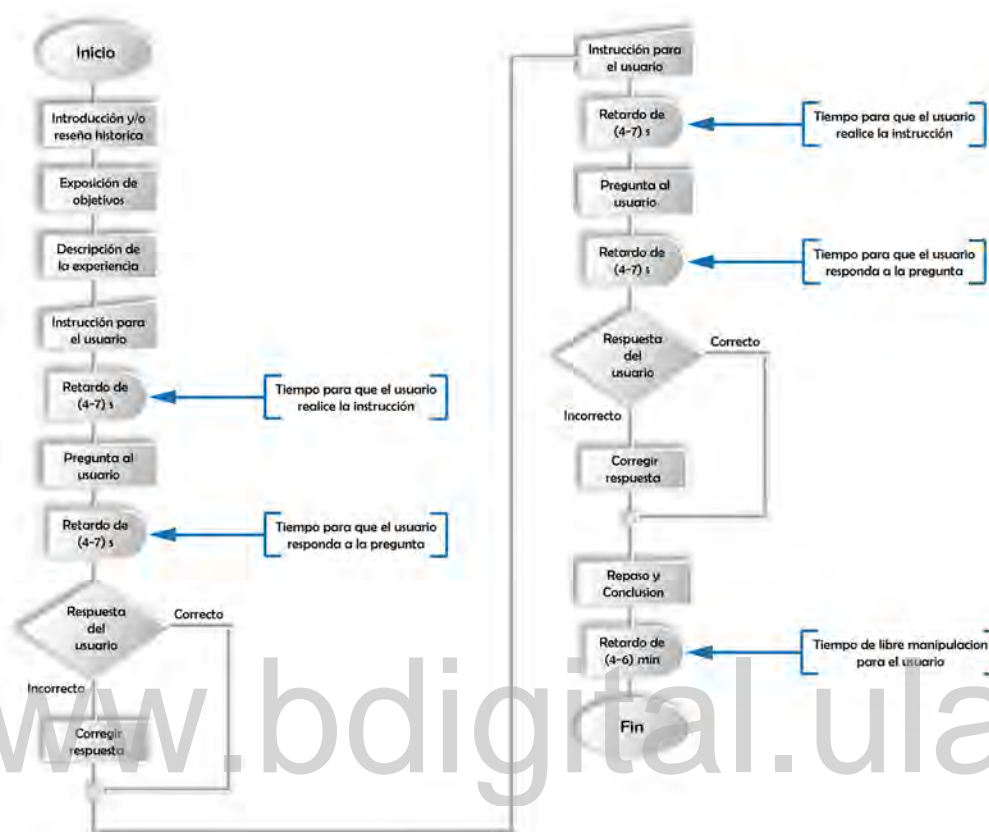 Inicio
Introducción y/o
reseña historica
Exposición de
objetivos
Descripción de
la experiencia
Instrucción para
el usuario
Retardo de
(4-7) s
Tiempo para que el usuario
realice la instrucción
Pregunta al
usuario
Retardo de
(4-7) s
Tiempo para que el usuario
responda a la pregunta
Respuesta
del
usuario
Correcto
Incorrecto
Corregir
respuesta
Instrucción para
el usuario
Retardo de
(4-7) s
Tiempo para que el usuario
realice la instrucción
Pregunta al
usuario
Retardo de
(4-7) s
Tiempo para que el usuario
responda a la pregunta
Respuesta
del
usuario
Correcto
Incorrecto
Corregir
respuesta
Repaso y
Conclusion
Retardo de
(4-6) min
Tiempo de libre manipulacion
para el usuario
Fin
www.bdigital.ula